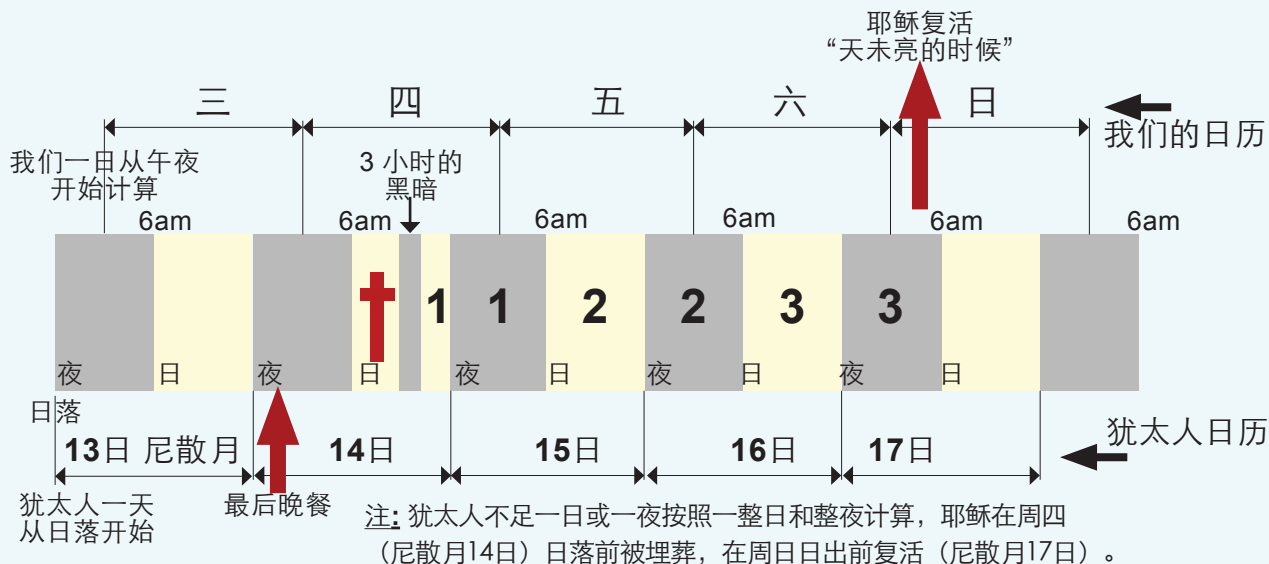 耶稣复活
“天未亮的时候”
三 四 五 六 日
我们的日历
我们一日从午夜
开始计算
3 小时的
黑暗
6am 6am 6am 6am 6am 6am
1 1 2 2 3 3
夜 日 夜 日 夜 日 夜 日 夜 日
日落
13日 尼散月 14日 15日 16日 17日
犹太人日历
犹太人一天
从日落开始
最后晚餐
注: 犹太人不足一日或一夜按照一整日和整夜计算，耶稣在周四
（尼散月14日）日落前被埋葬，在周日日出前复活（尼散月17日）。